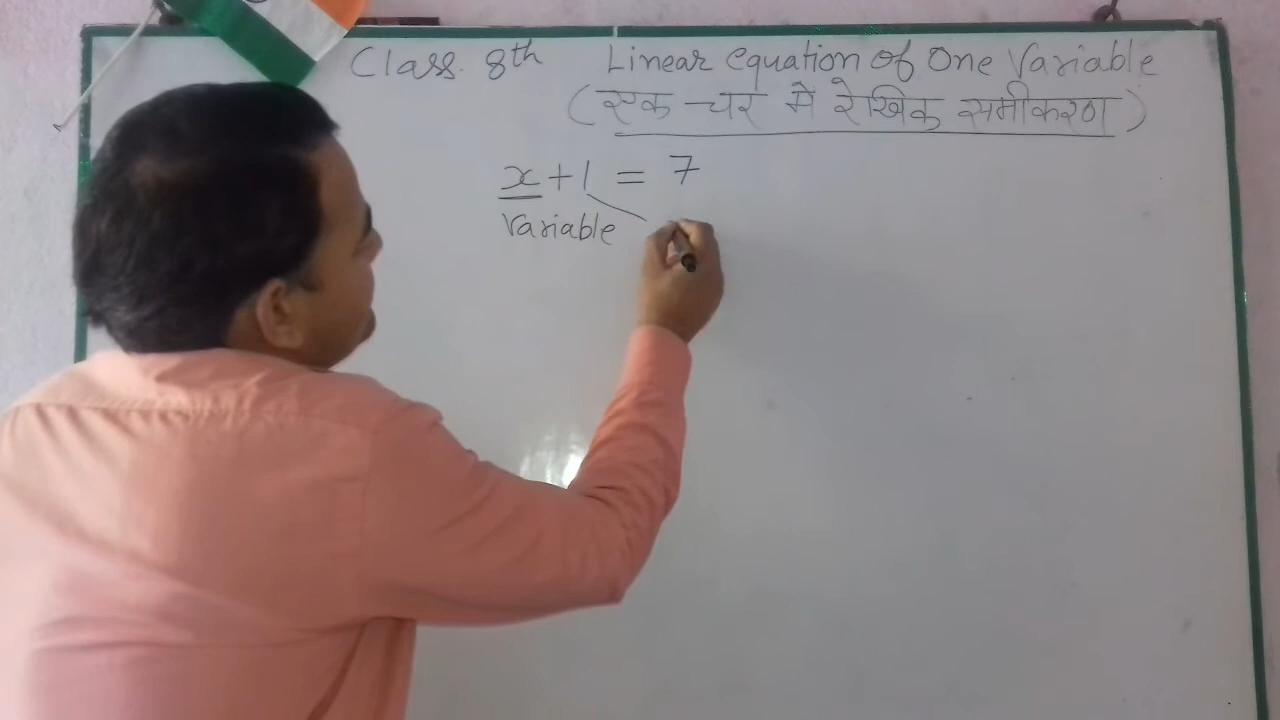 Class. 8th Linear equation of One Variable
(एक चर मे रेखिक समीकरण)
x + 1 = 7
Variable